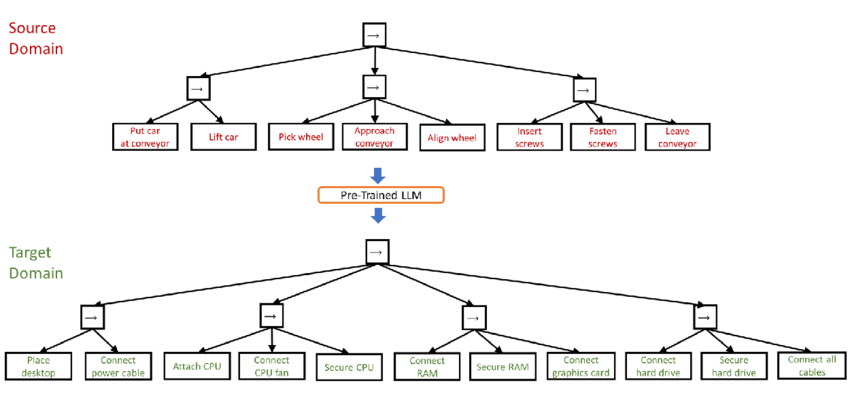 Source
Domain
→
→
→
→
Put car
at conveyor
Lift car
Pick wheel
Approach
conveyor
Align wheel
Insert
screws
Fasten
screws
Leave
conveyor
Pre-Trained LLM
Target
Domain
→
→
→
→
→
Place
desktop
Connect
power cable
Attach CPU
Connect
CPU fan
Secure CPU
Connect
RAM
Secure RAM
Connect
graphics card
Connect
hard drive
Secure
hard drive
Connect all
cables